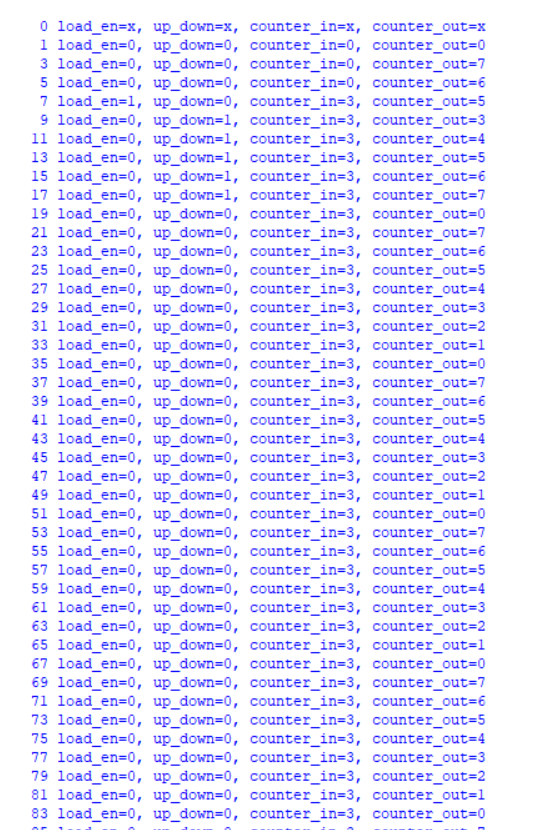 0 load_en=x, up_down=x, counter_in=x, counter_out=x
1 load_en=0, up_down=0, counter_in=0, counter_out=0
3 load_en=0, up_down=0, counter_in=0, counter_out=7
5 load_en=0, up_down=0, counter_in=0, counter_out=6
7 load_en=1, up_down=0, counter_in=3, counter_out=5
9 load_en=0, up_down=1, counter_in=3, counter_out=3
11 load_en=0, up_down=1, counter_in=3, counter_out=4
13 load_en=0, up_down=1, counter_in=3, counter_out=5
15 load_en=0, up_down=1, counter_in=3, counter_out=6
17 load_en=0, up_down=1, counter_in=3, counter_out=7
19 load_en=0, up_down=0, counter_in=3, counter_out=0
21 load_en=0, up_down=0, counter_in=3, counter_out=7
23 load_en=0, up_down=0, counter_in=3, counter_out=6
25 load_en=0, up_down=0, counter_in=3, counter_out=5
27 load_en=0, up_down=0, counter_in=3, counter_out=4
29 load_en=0, up_down=0, counter_in=3, counter_out=3
31 load_en=0, up_down=0, counter_in=3, counter_out=2
33 load_en=0, up_down=0, counter_in=3, counter_out=1
35 load_en=0, up_down=0, counter_in=3, counter_out=0
37 load_en=0, up_down=0, counter_in=3, counter_out=7
39 load_en=0, up_down=0, counter_in=3, counter_out=6
41 load_en=0, up_down=0, counter_in=3, counter_out=5
43 load_en=0, up_down=0, counter_in=3, counter_out=4
45 load_en=0, up_down=0, counter_in=3, counter_out=3
47 load_en=0, up_down=0, counter_in=3, counter_out=2
49 load_en=0, up_down=0, counter_in=3, counter_out=1
51 load_en=0, up_down=0, counter_in=3, counter_out=0
53 load_en=0, up_down=0, counter_in=3, counter_out=7
55 load_en=0, up_down=0, counter_in=3, counter_out=6
57 load_en=0, up_down=0, counter_in=3, counter_out=5
59 load_en=0, up_down=0, counter_in=3, counter_out=4
61 load_en=0, up_down=0, counter_in=3, counter_out=3
63 load_en=0, up_down=0, counter_in=3, counter_out=2
65 load_en=0, up_down=0, counter_in=3, counter_out=1
67 load_en=0, up_down=0, counter_in=3, counter_out=0
69 load_en=0, up_down=0, counter_in=3, counter_out=7
71 load_en=0, up_down=0, counter_in=3, counter_out=6
73 load_en=0, up_down=0, counter_in=3, counter_out=5
75 load_en=0, up_down=0, counter_in=3, counter_out=4
77 load_en=0, up_down=0, counter_in=3, counter_out=3
79 load_en=0, up_down=0, counter_in=3, counter_out=2
81 load_en=0, up_down=0, counter_in=3, counter_out=1
83 load_en=0, up_down=0, counter_in=3, counter_out=0